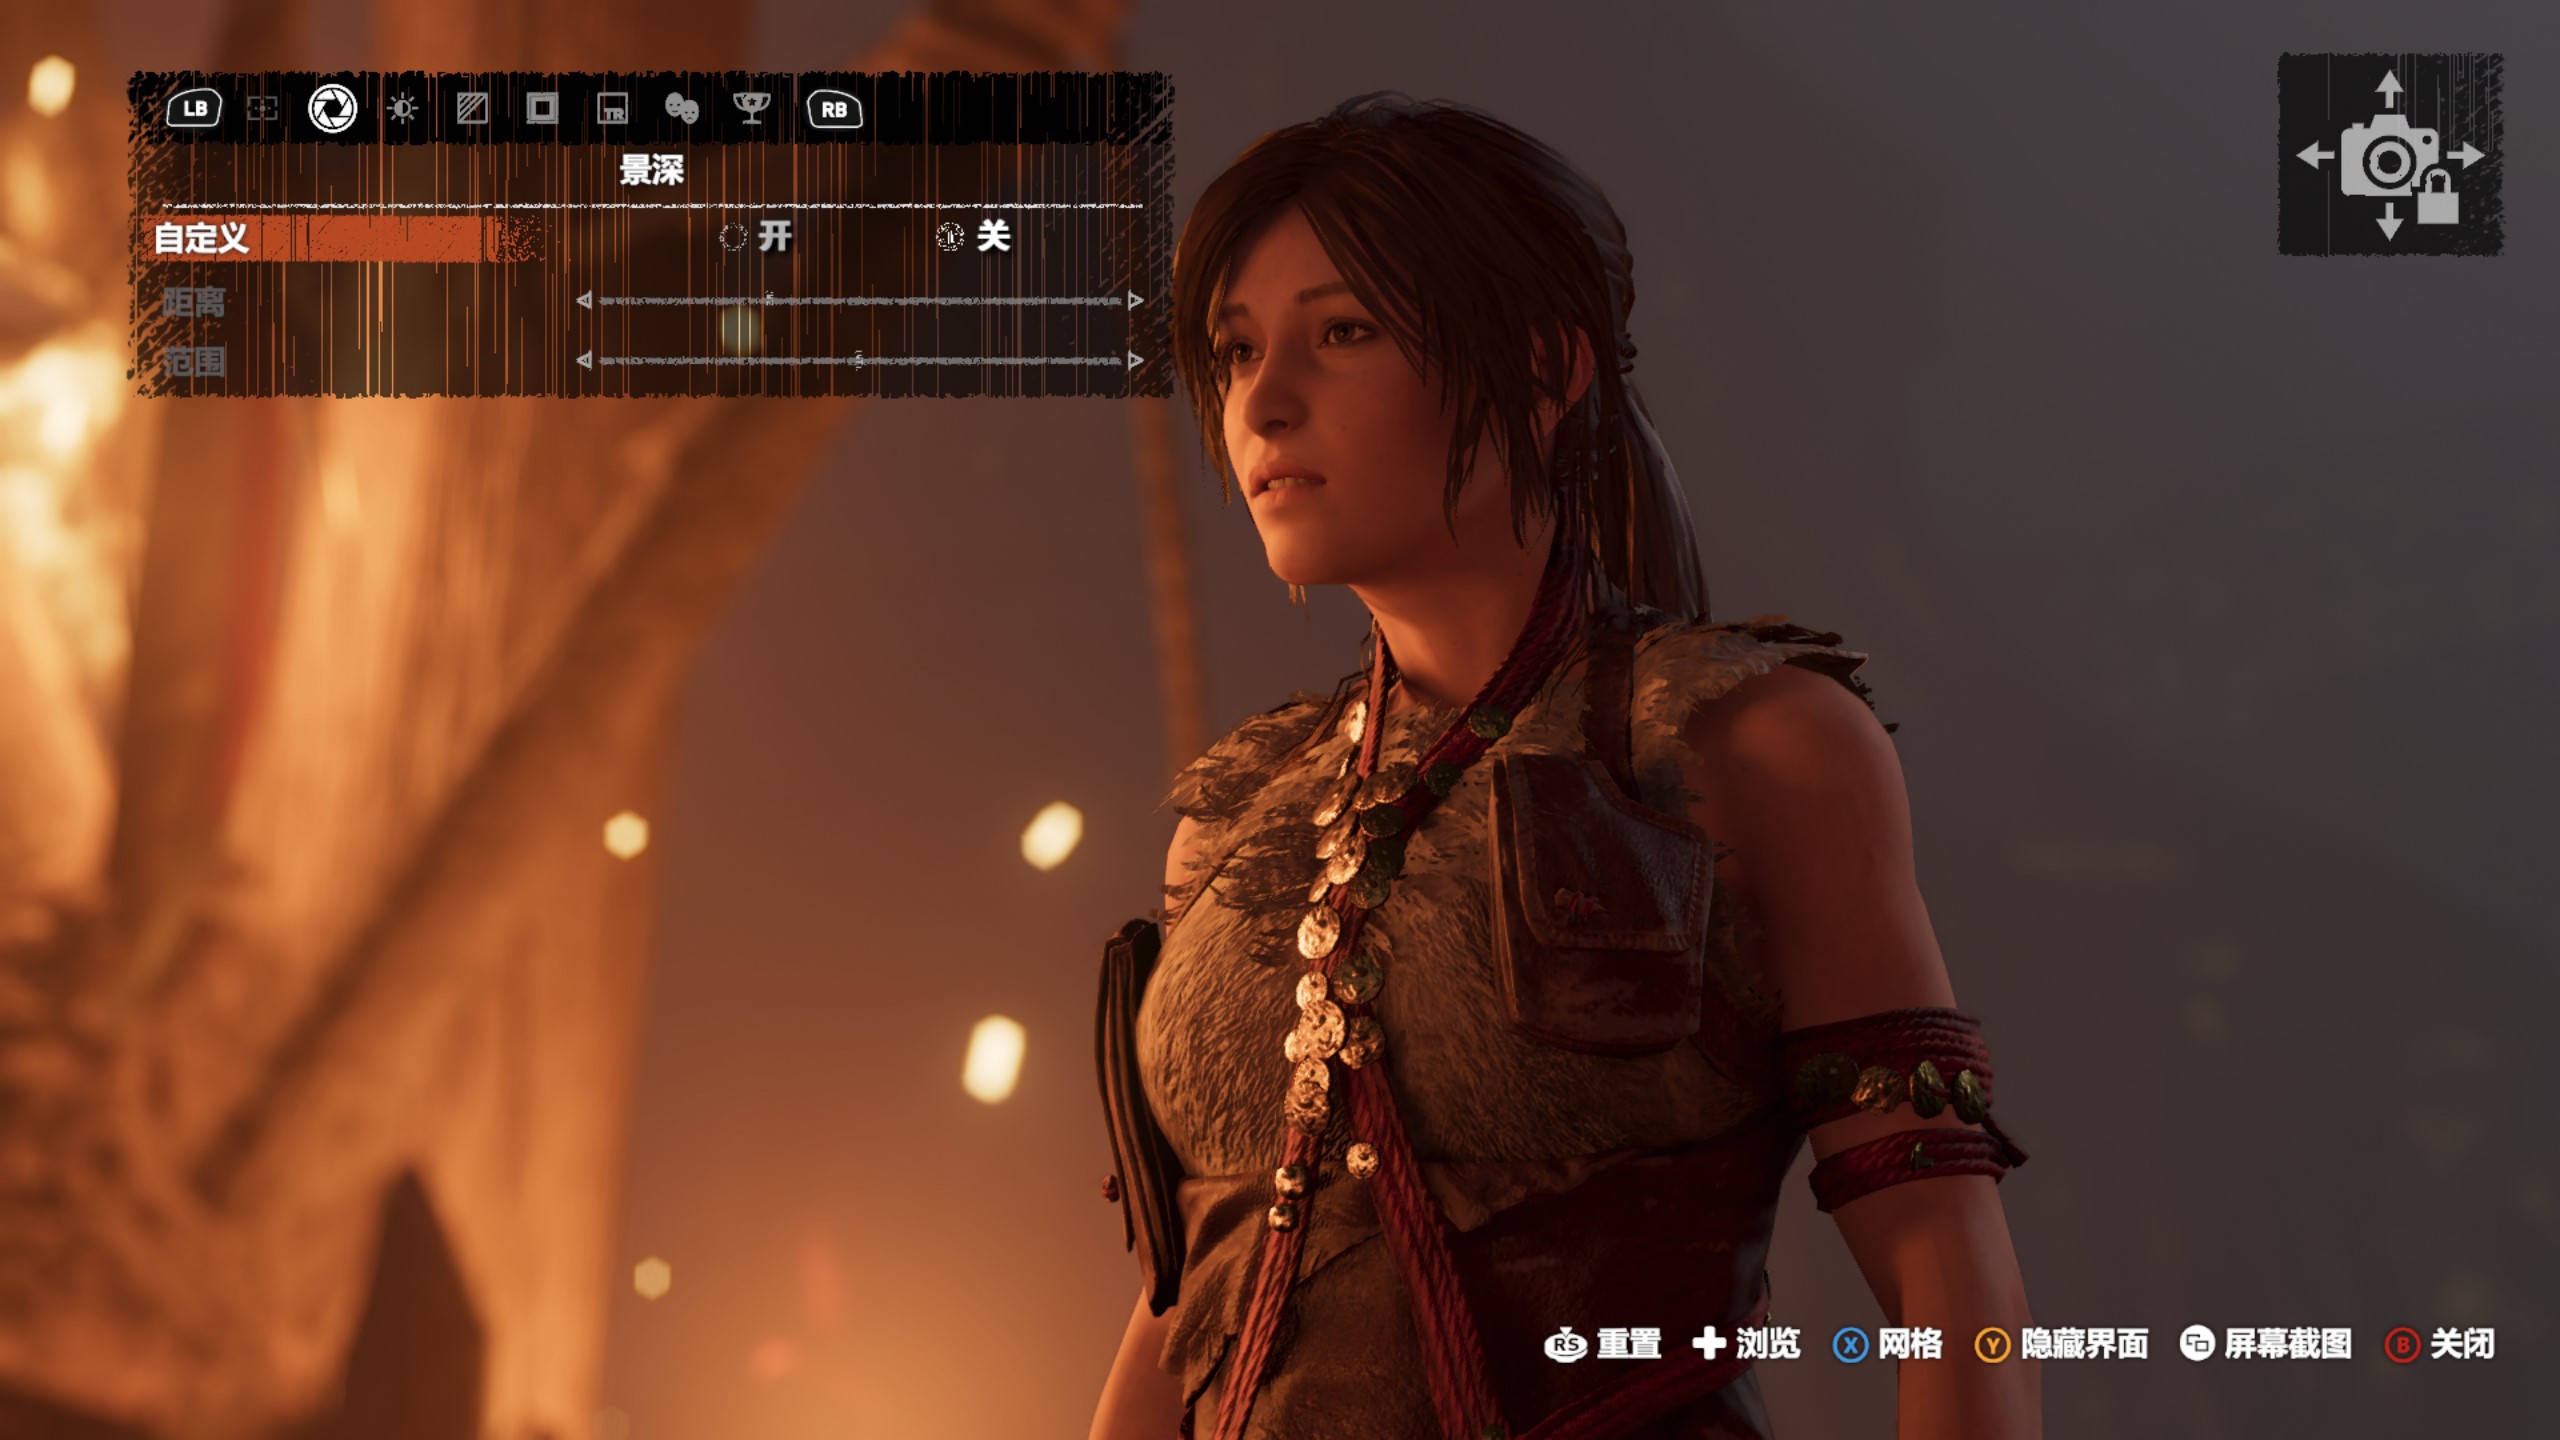 LB TR RB
景深
自定义 开 关
距离
范围
RS 重置 浏览 X 网格 Y 隐藏界面 屏幕截图 B 关闭